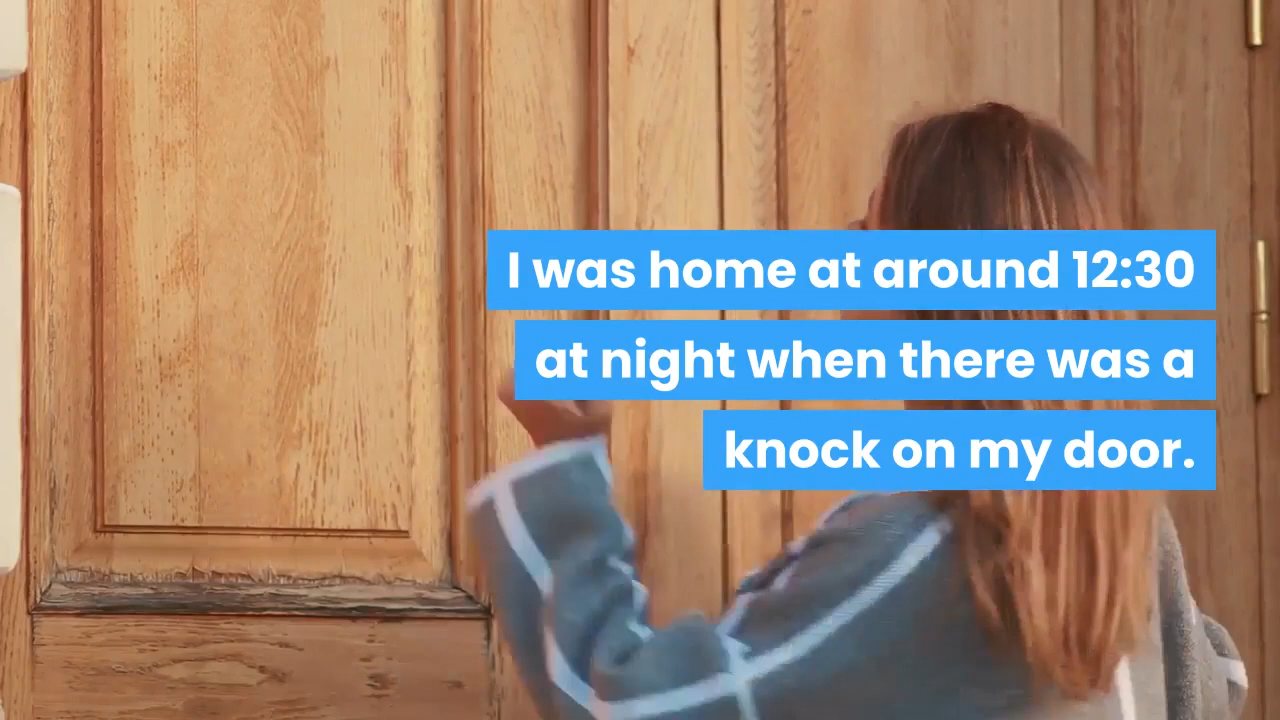 I was home at around 12:30
at night when there was a
knock on my door.